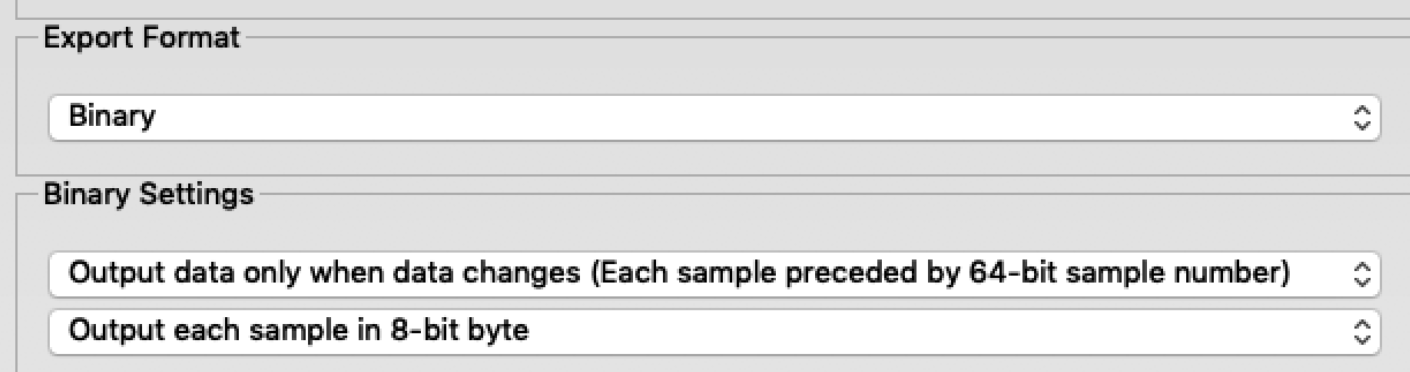 Export Format
Binary
Binary Settings
Output data only when data changes (Each sample preceded by 64-bit sample number)
Output each sample in 8-bit byte